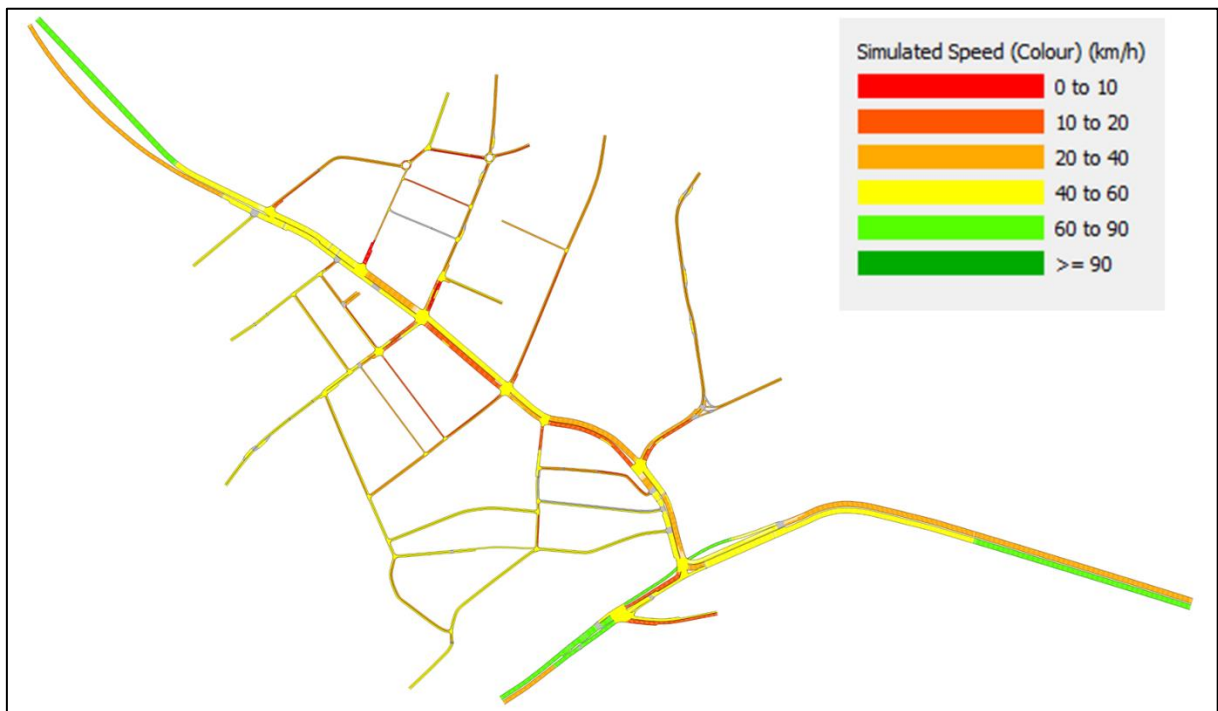 Simulated Speed (Colour) (km/h)
0 to 10
10 to 20
20 to 40
40 to 60
60 to 90
>= 90